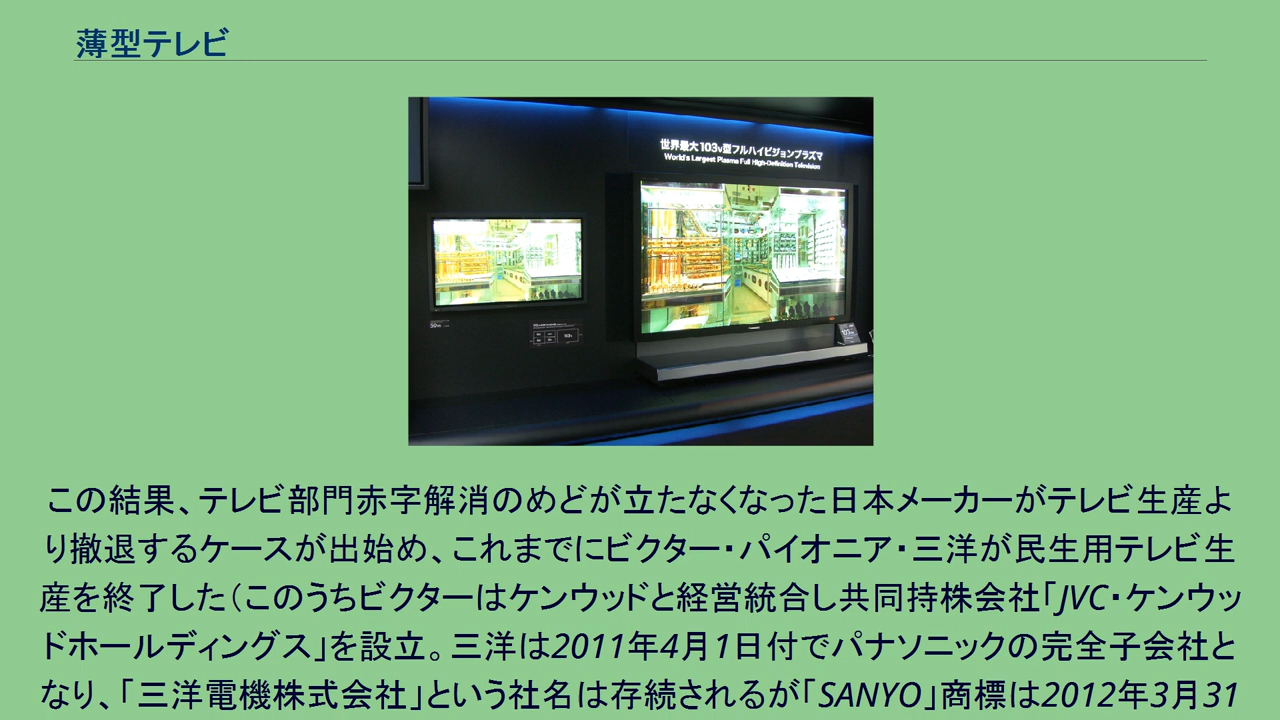 薄型テレビ
世界最大 103v型フルハイビジョンプラズマ
World's Largest Plasma Full High-Definition Television
この結果、テレビ部門赤字解消のめどが立たなくなった日本メーカーがテレビ生産よ
り撤退するケースが出始め、これまでにビクター・パイオニア・三洋が民生用テレビ生
産を終了した（このうちビクターはケンウッドと経営統合し共同持株会社「JVC・ケンウッ
ドホールディングス」を設立。三洋は2011年4月1日付でパナソニックの完全子会社と
なり、「三洋電機株式会社」という社名は存続されるが「SANYO」商標は2012年3月31